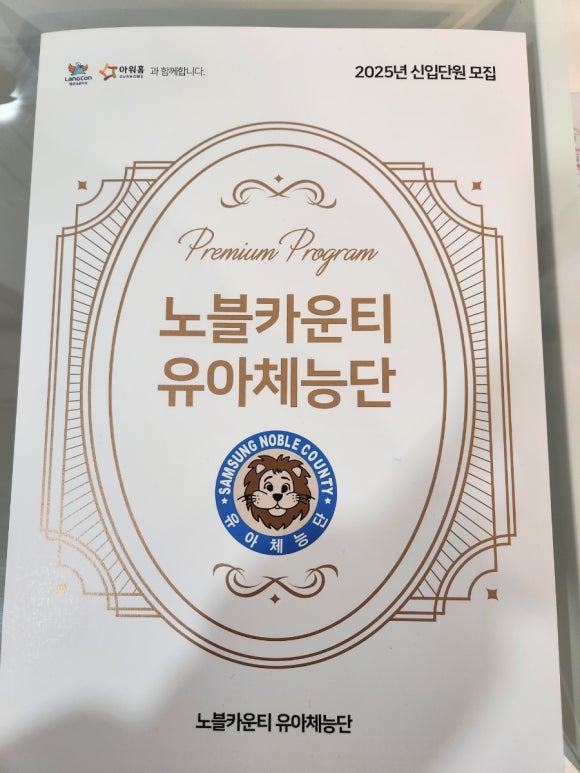 LangCon
아워홈
OURHOME
과 함께합니다.
2025년 신입단원 모집
Premium Program
노블카운티
유아체능단
SAMSUNG NOBLE COUNTY
유아체능단
노블카운티 유아체능단